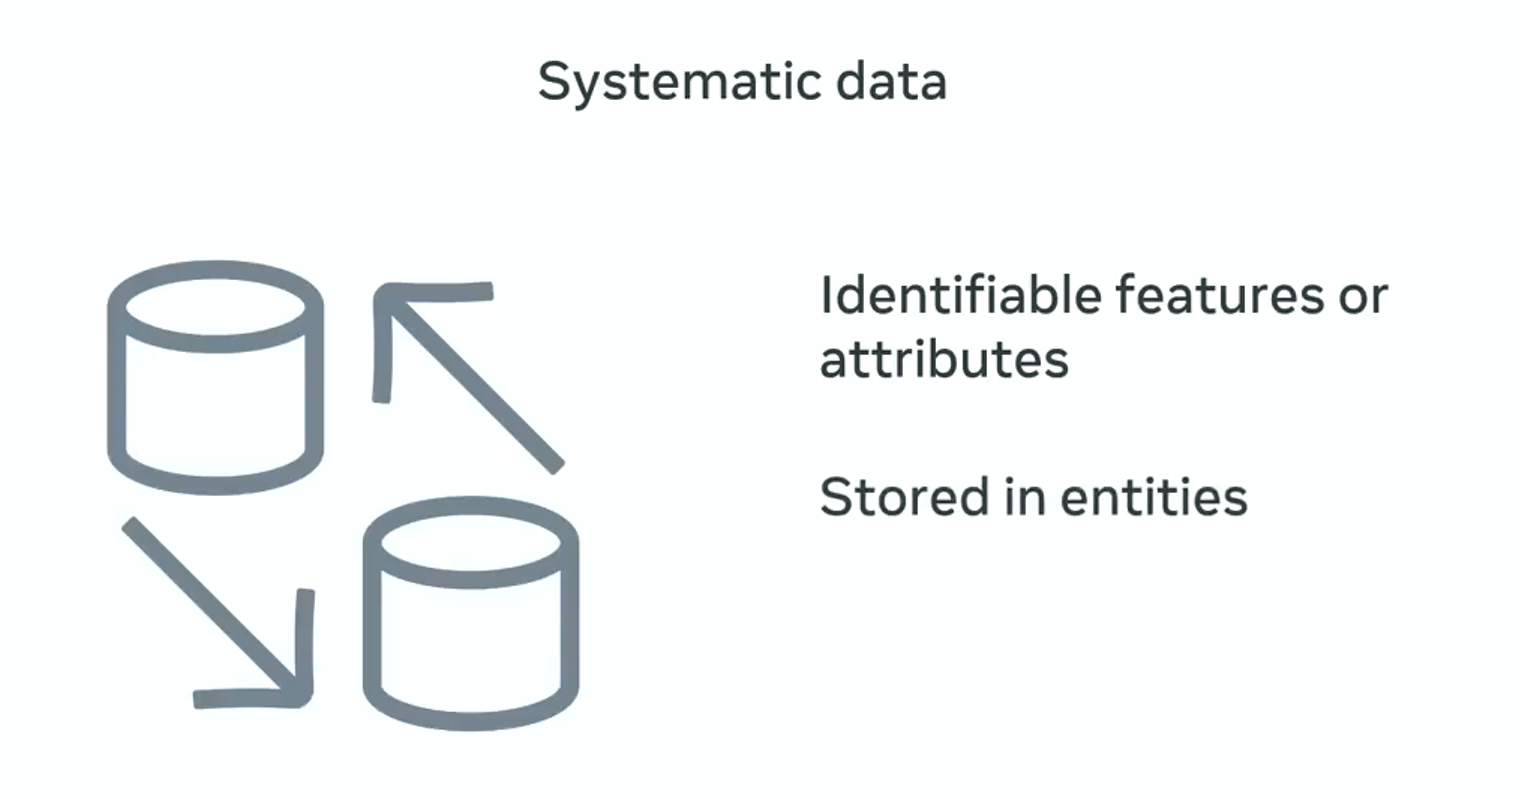 Systematic data
Identifiable features or
attributes
Stored in entities